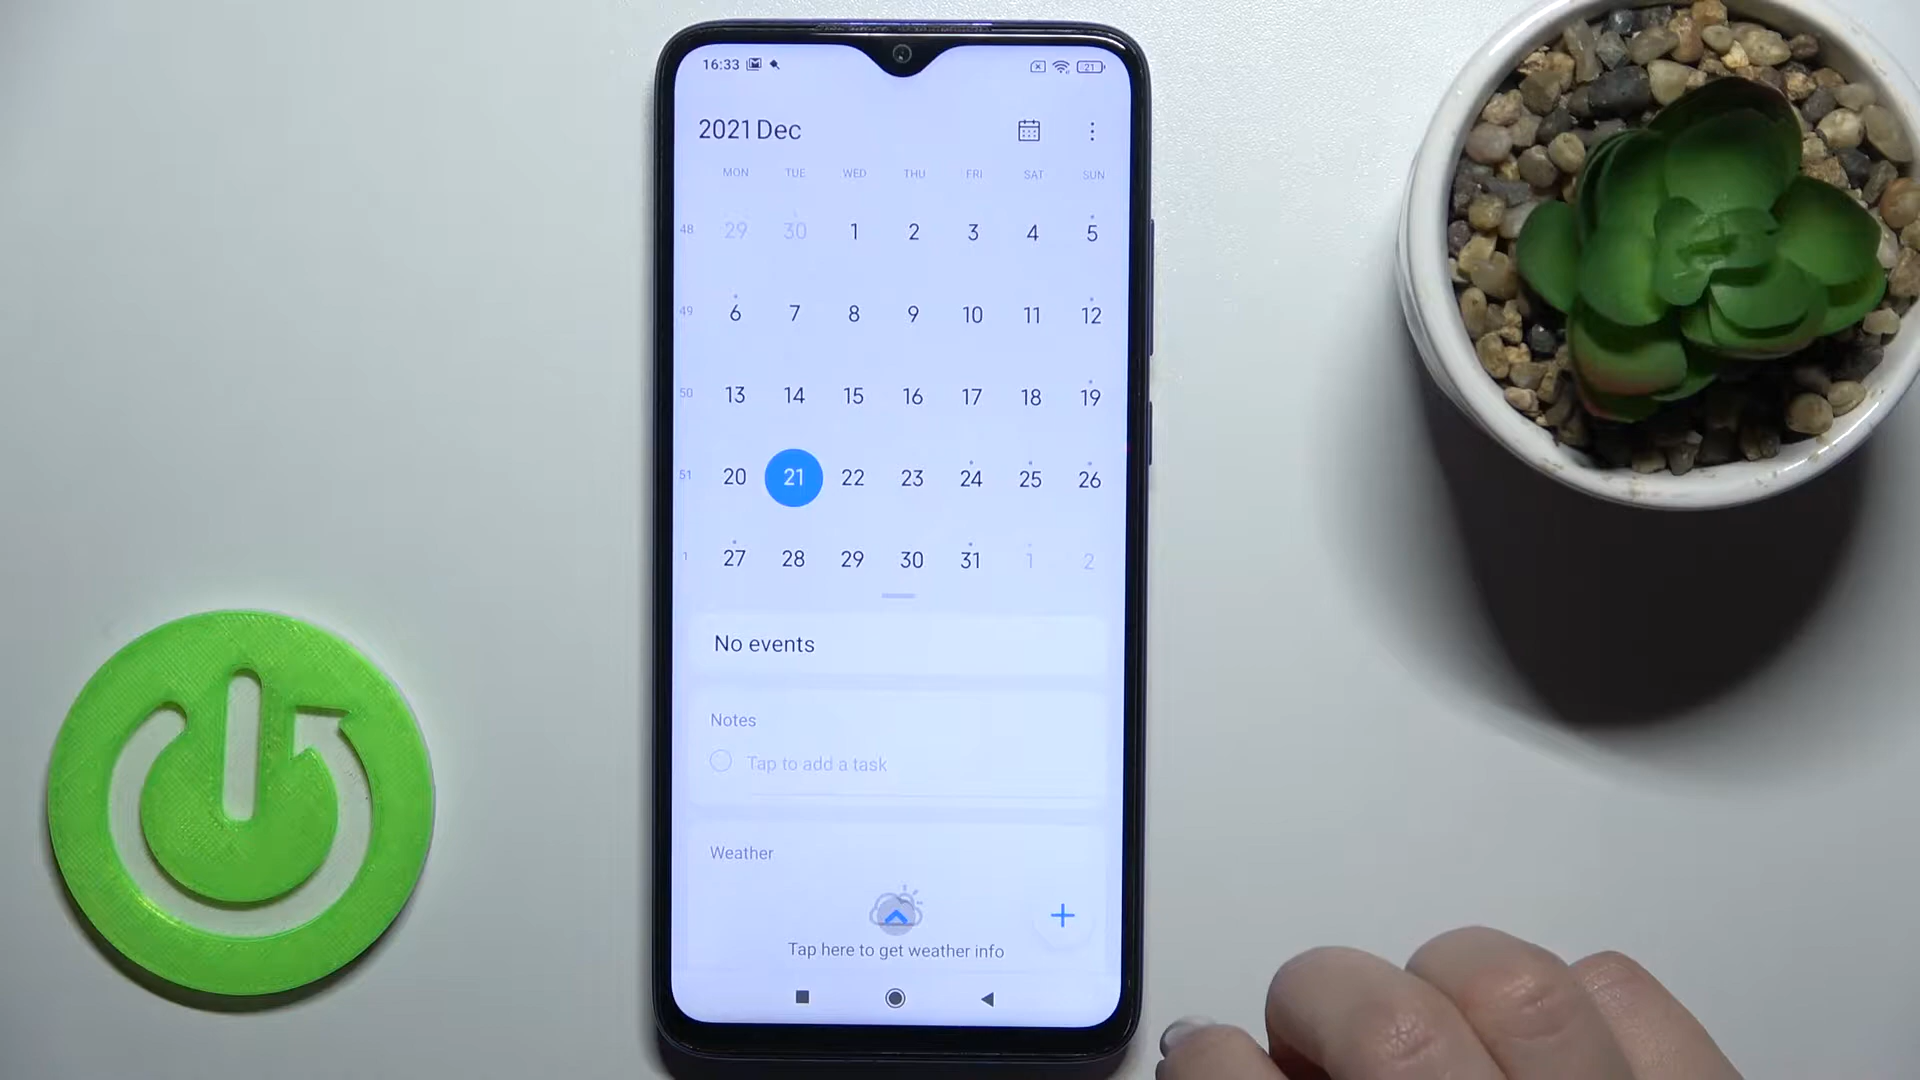 16:33 21
2021 Dec
MON TUE WED THU FRI SAT SUN
48 29 30 1 2 3 4 5
49 6 7 8 9 10 11 12
50 13 14 15 16 17 18 19
51 20 21 22 23 24 25 26
1 27 28 29 30 31 1 2
No events
Notes
Tap to add a task
Weather
Tap here to get weather info